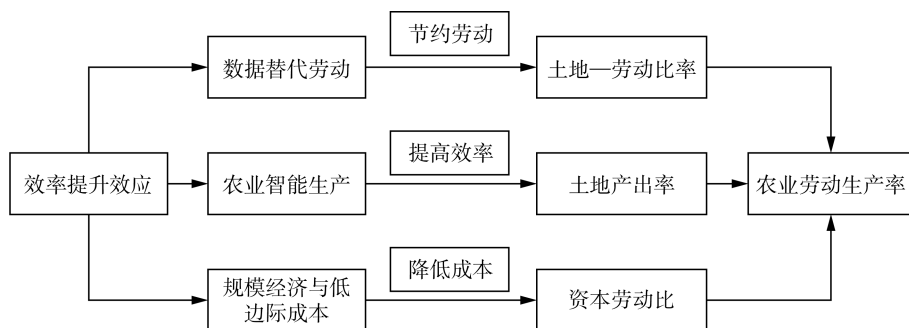 节约劳动
数据替代劳动
土地—劳动比率
提高效率
效率提升效应
农业智能生产
土地产出率
农业劳动生产率
降低成本
规模经济与低
边际成本
资本劳动比